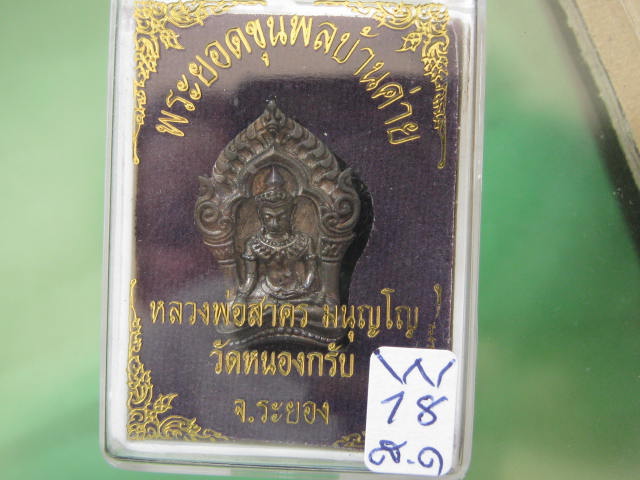 พระยอดขุนพลบ้านค่าย
หลวงพ่อสาคร มนุญโญ
วัดหนองกรับ
จ.ระยอง
W
18
ส.ด